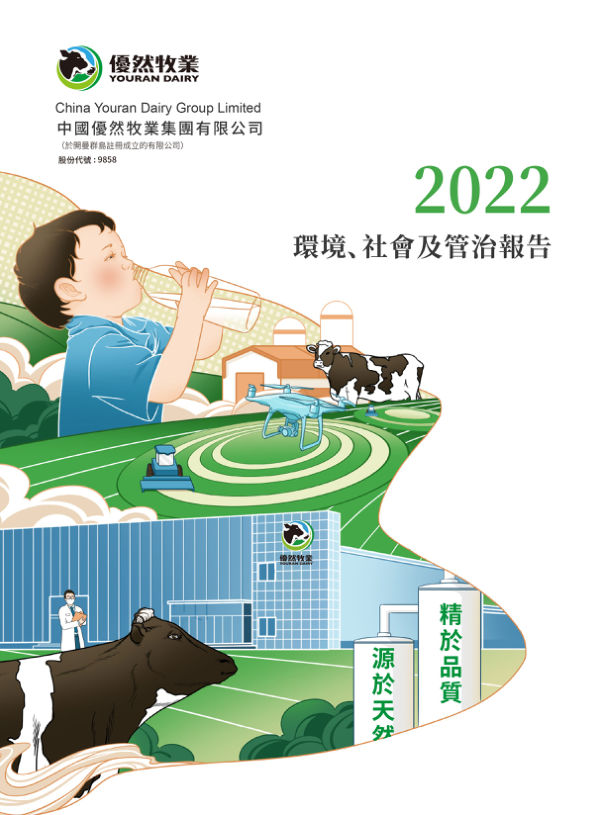 優然牧業
YOURAN DAIRY
China Youran Dairy Group Limited
中國優然牧業集團有限公司
（於開曼群島註冊成立的有限公司）
股份代號 : 9858
2022
環境、社會及管治報告
優然牧業
YOURAN DAIRY
精於品質
源於天然